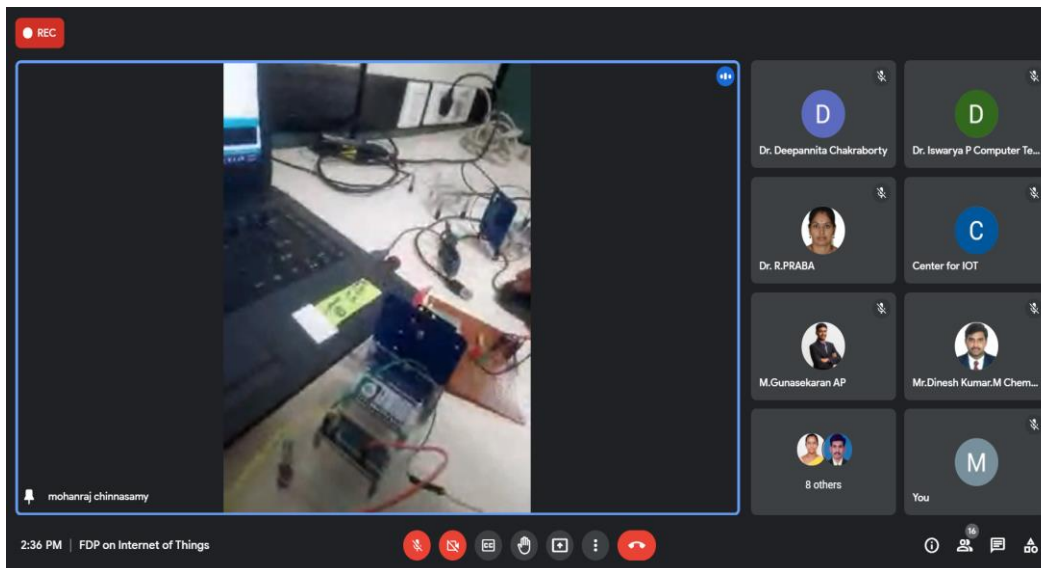 REC
mohanraj chinnasamy
D
Dr. Deepannita Chakraborty
D
Dr. Iswarya P Computer Te...
Dr. R.PRABA
C
Center for IOT
M.Gunasekaran AP
Mr.Dinesh Kumar.M Chem...
8 others
M
You
2:36 PM | FDP on Internet of Things
CC
16